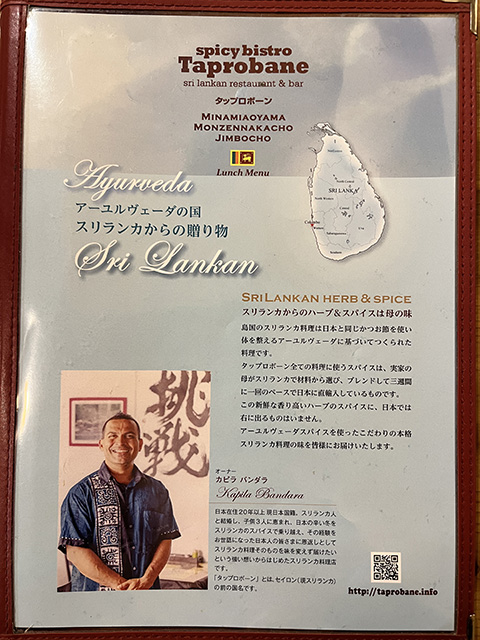 spicy bistro
Taprobane
sri lankan restaurant & bar
タップロボーン
MINAMIAOYAMA
MONZENNAKACHO
JIMBOCHO
Lunch Menu
SRI LANKA
Ayurveda
アーユルヴェーダの国
スリランカからの贈り物
Sri Lankan
SRI LANKAN HERB & SPICE
スリランカからのハーブ＆スパイスは母の味
島国のスリランカ料理は日本と同じかつお節を使い
体を整えるアーユルヴェーダに基づいてつくられた
料理です。
タップロボーン全ての料理に使うスパイスは、実家の
母がスリランカで材料から選び、ブレンドして三週間
に一回のペースで日本に直輸入しているものです。
この新鮮な香り高いハーブのスパイスに、日本では
右に出るものはいません。
アーユルヴェーダスパイスを使ったこだわりの本格
スリランカ料理の味を皆様にお届けいたします。
挑戦
オーナー
カピラ バンダラ
Kapila Bandara
日本在住20年以上 現日本国籍。スリランカ人
と結婚し、子供3人に恵まれ、日本の辛い冬を
スリランカのスパイスで乗り越え、その経験を
お世話になった日本人の皆さまに恩返しとして
スリランカ料理そのものを味を変えず届けたい
という強い想いからはじめたスリランカ料理店
です。
「タップロボーン」とは、セイロン（現スリランカ）
の前の国名です。
http://taprobane.info